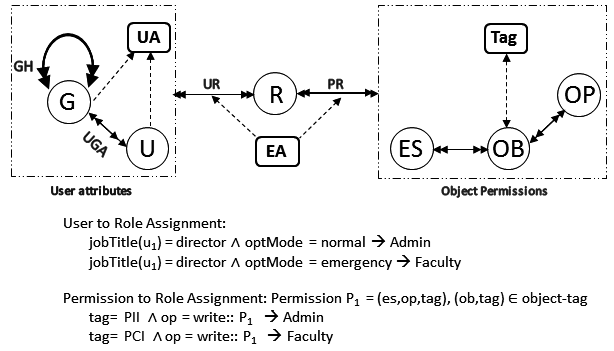 UA
Tag
GH
UR
PR
G
R
OP
UGA
U
EA
ES
OB
User attributes
Object Permissions
User to Role Assignment:
jobTitle(u₁) = director ∧ optMode = normal → Admin
jobTitle(u₁) = director ∧ optMode = emergency → Faculty
Permission to Role Assignment: Permission P₁ = (es,op,tag), (ob,tag) ∈ object-tag
tag= PII ∧ op = write:: P₁ → Admin
tag= PCI ∧ op = write:: P₁ → Faculty